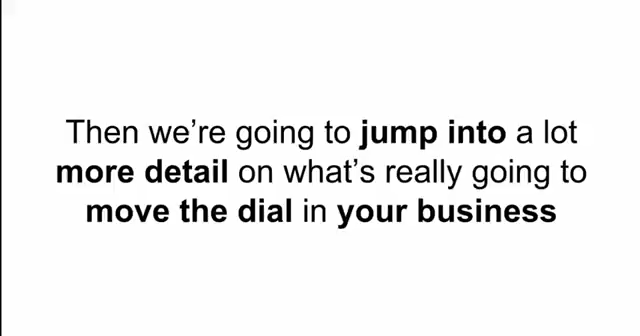 Then we’re going to jump into a lot
more detail on what’s really going to
move the dial in your business